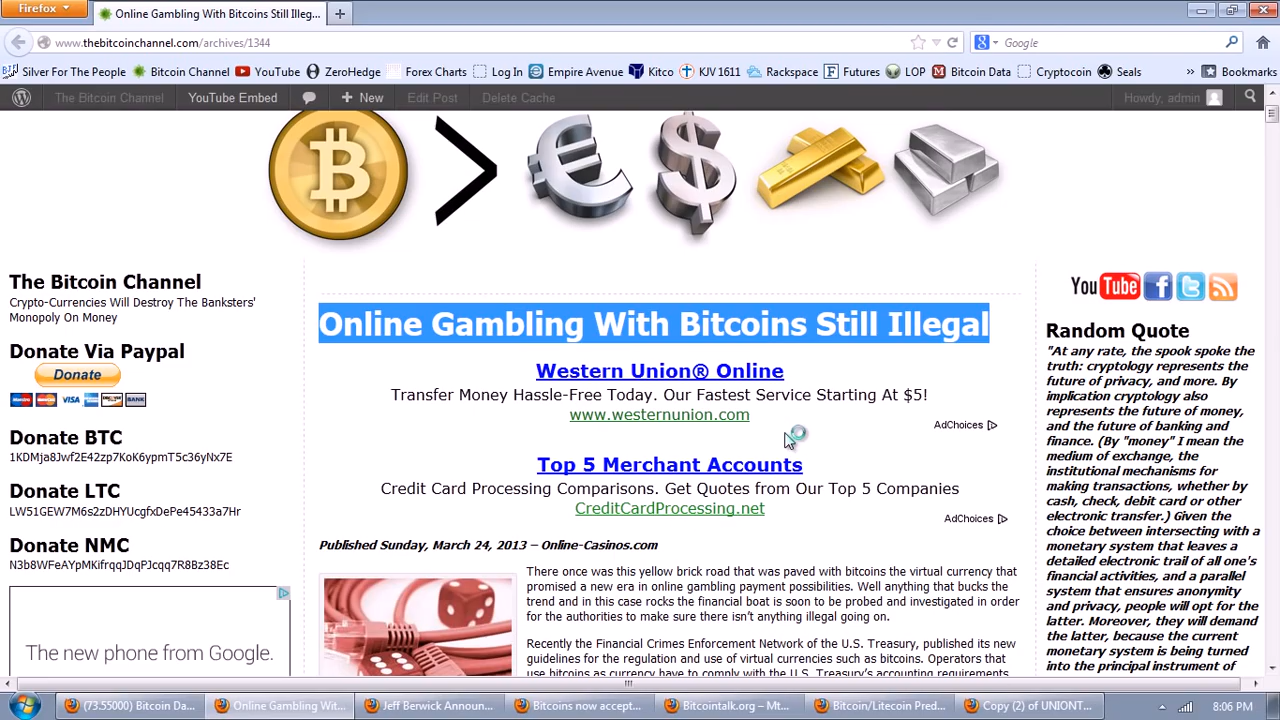 Firefox
Online Gambling With Bitcoins Still Illeg...
www.thebitcoinchannel.com/archives/1344
Google
Silver For The People
Bitcoin Channel
YouTube
ZeroHedge
Forex Charts
Log In
Empire Avenue
Kitco
KJV 1611
Rackspace
Futures
LOP
Bitcoin Data
Cryptocoin
Seals
»
Bookmarks
The Bitcoin Channel
YouTube Embed
+ New
Edit Post
Delete Cache
Howdy, admin
The Bitcoin Channel
Crypto-Currencies Will Destroy The Banksters'
Monopoly On Money
Donate Via Paypal
Donate
VISA
BANK
Donate BTC
1KDMja8Jwf2E42zp7KoK6ypmT5c36yNx7E
Donate LTC
LW51GEW7M6s2zDHYUcgfxDePe45433a7Hr
Donate NMC
N3b8WFeAYpMKifrqqJDqPJcqq7R8Bz38Ec
The new phone from Google.
Online Gambling With Bitcoins Still Illegal
Western Union® Online
Transfer Money Hassle-Free Today. Our Fastest Service Starting At $5!
www.westernunion.com
AdChoices
Top 5 Merchant Accounts
Credit Card Processing Comparisons. Get Quotes from Our Top 5 Companies
CreditCardProcessing.net
AdChoices
Published Sunday, March 24, 2013 – Online-Casinos.com
There once was this yellow brick road that was paved with bitcoins the virtual currency that
promised a new era in online gambling payment possibilities. Well anything that bucks the
trend and in this case rocks the financial boat is soon to be probed and investigated in order
for the authorities to make sure there isn't anything illegal going on.
Recently the Financial Crimes Enforcement Network of the U.S. Treasury, published its new
guidelines for the regulation and use of virtual currencies such as bitcoins. Operators that
use bitcoins as currency have to comply with the U.S. Treasury's accounting requirements
You Tube
Random Quote
"At any rate, the spook spoke the
truth: cryptology represents the
future of privacy, and more. By
implication cryptology also
represents the future of money,
and the future of banking and
finance. (By "money" I mean the
medium of exchange, the
institutional mechanisms for
making transactions, whether by
cash, check, debit card or other
electronic transfer.) Given the
choice between intersecting with a
monetary system that leaves a
detailed electronic trail of all one's
financial activities, and a parallel
system that ensures anonymity
and privacy, people will opt for the
latter. Moreover, they will demand
the latter, because the current
monetary system is being turned
into the principal instrument of
(73.55000) Bitcoin Da...
Online Gambling Wit...
Jeff Berwick Announ...
Bitcoins now accept...
Bitcointalk.org – Mt...
Bitcoin/Litecoin Pred...
Copy (2) of UNIONT...
8:06 PM